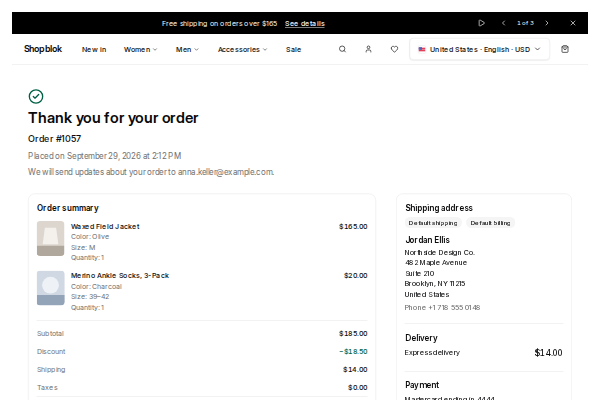 Free shipping on orders over $165 See details
1 of 3
Shopblok New in Women Men Accessories Sale United States · English · USD
Thank you for your order
Order #1057
Placed on September 29, 2026 at 2:12 PM
We will send updates about your order to anna.keller@example.com.
Order summary
Waxed Field Jacket $165.00
Color: Olive
Size: M
Quantity: 1
Merino Ankle Socks, 3-Pack $20.00
Color: Charcoal
Size: 39–42
Quantity: 1
Subtotal $185.00
Discount −$18.50
Shipping $14.00
Taxes $0.00
Shipping address
Default shipping Default billing
Jordan Ellis
Northside Design Co.
482 Maple Avenue
Suite 210
Brooklyn, NY 11215
United States
Phone +1 718 555 0148
Delivery
Express delivery $14.00
Payment
Mastercard ending in 4444